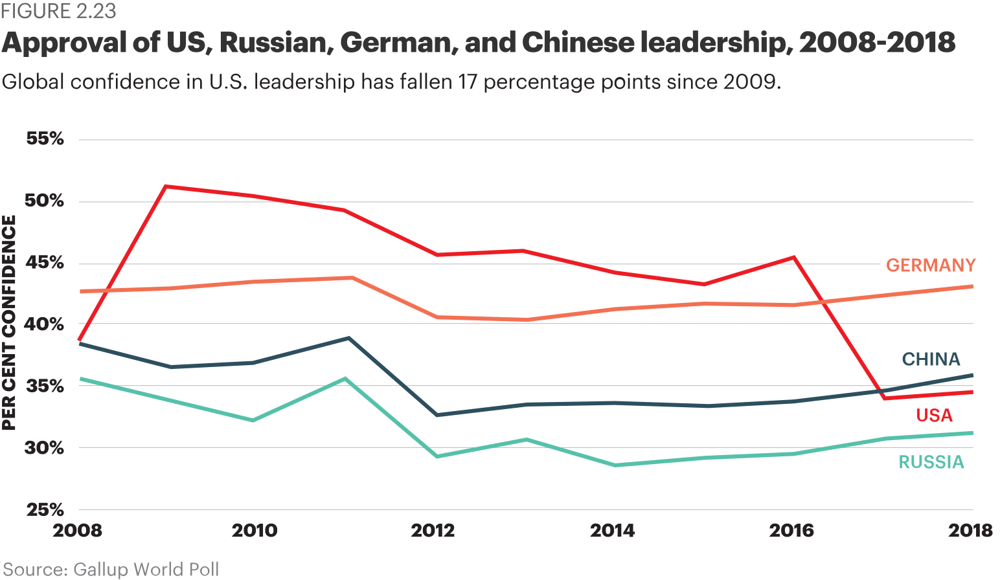 FIGURE 2.23
Approval of US, Russian, German, and Chinese leadership, 2008-2018
Global confidence in U.S. leadership has fallen 17 percentage points since 2009.
PER CENT CONFIDENCE
55%
50%
45%
40%
35%
30%
25%
GERMANY
CHINA
USA
RUSSIA
2008 2010 2012 2014 2016 2018
Source: Gallup World Poll